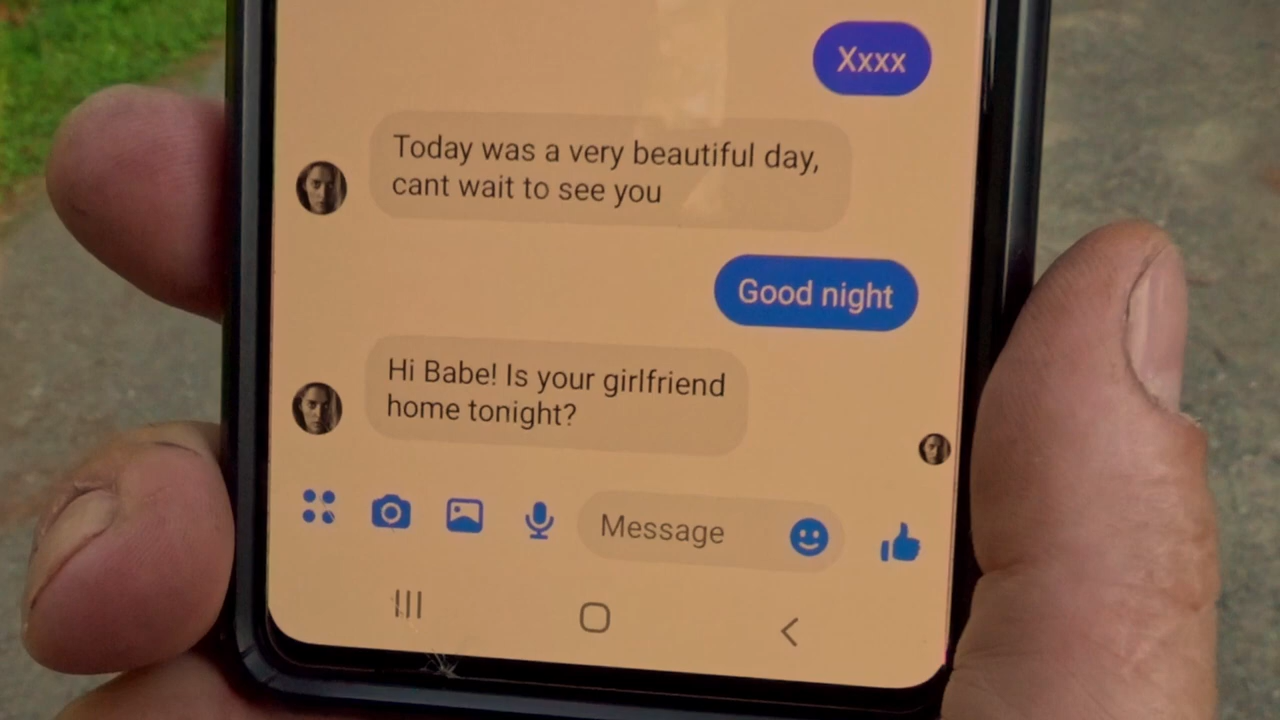 Xxxx
Today was a very beautiful day,
cant wait to see you
Good night
Hi Babe! Is your girlfriend
home tonight?
Message